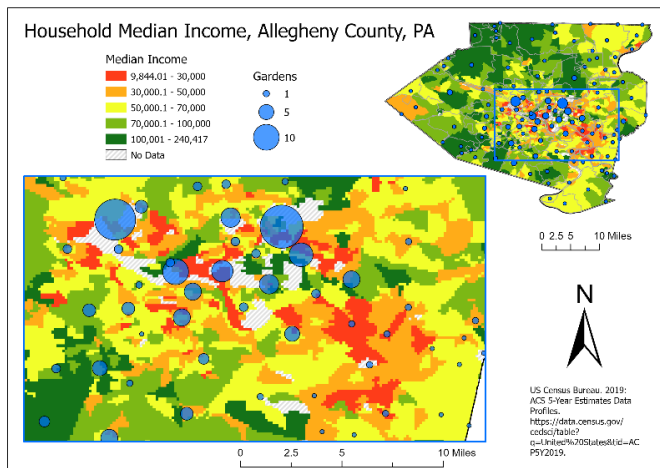 Household Median Income, Allegheny County, PA
Median Income
9,844.01 - 30,000
30,000.1 - 50,000
50,000.1 - 70,000
70,000.1 - 100,000
100,001 - 240,417
No Data
Gardens
1
5
10
0 2.5 5 10 Miles
N
US Census Bureau. 2019:
ACS 5-Year Estimates Data
Profiles.
https://data.census.gov/
cedsci/table?
q=United%20States&tid=AC
P5Y2019.
0 2.5 5 10 Miles